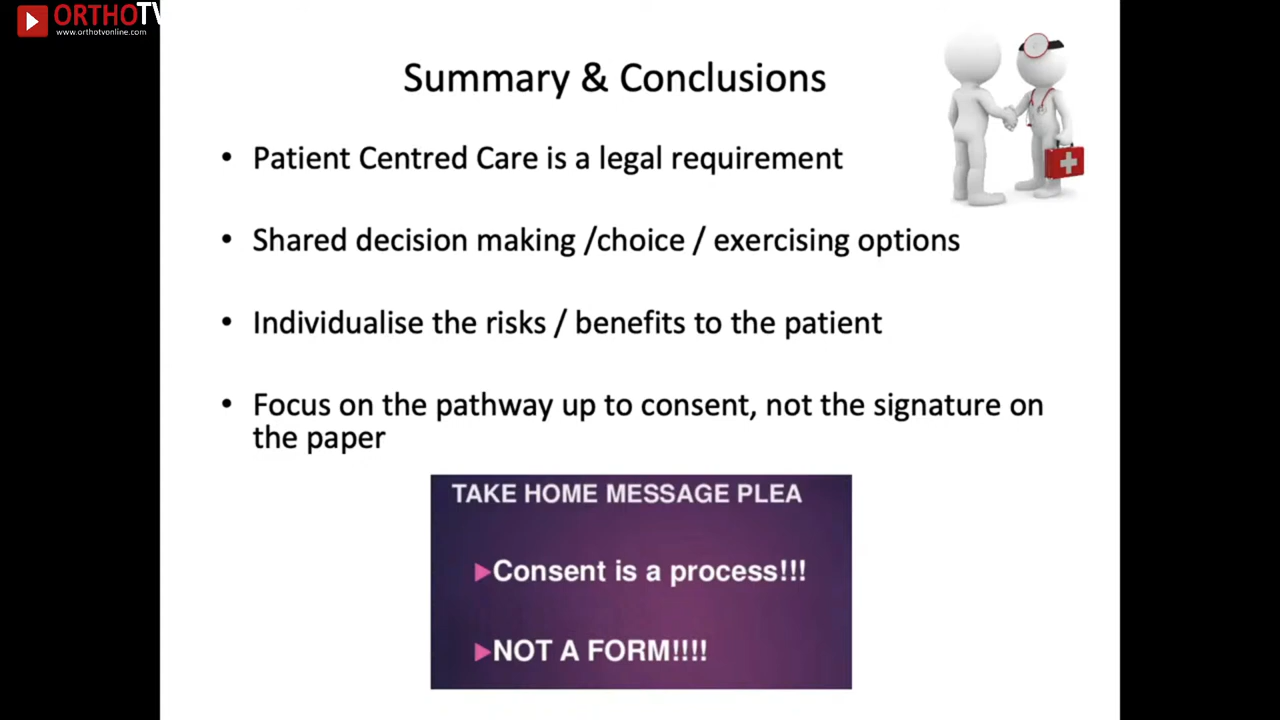 ORTHOTV
www.orthotvonline.com
Summary & Conclusions
• Patient Centred Care is a legal requirement
• Shared decision making /choice / exercising options
• Individualise the risks / benefits to the patient
• Focus on the pathway up to consent, not the signature on
the paper
TAKE HOME MESSAGE PLEA
▶Consent is a process!!!
▶NOT A FORM!!!!